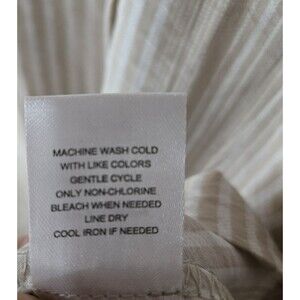 MACHINE WASH COLD
WITH LIKE COLORS
GENTLE CYCLE
ONLY NON-CHLORINE
BLEACH WHEN NEEDED
LINE DRY
COOL IRON IF NEEDED